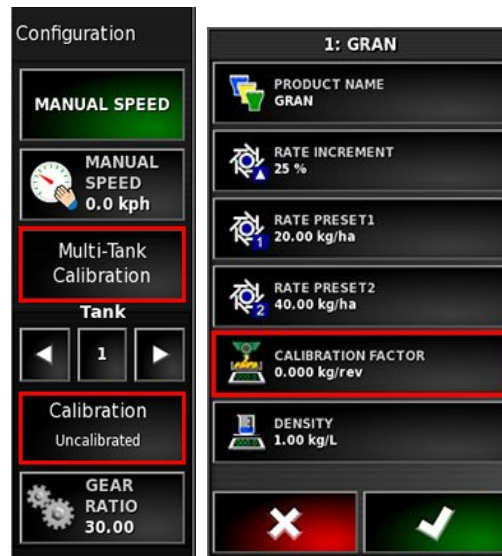 Configuration
MANUAL SPEED
MANUAL
SPEED
0.0 kph
Multi-Tank
Calibration
Tank
1
Calibration
Uncalibrated
GEAR
RATIO
30.00
1: GRAN
PRODUCT NAME
GRAN
RATE INCREMENT
25 %
RATE PRESET1
1
20.00 kg/ha
RATE PRESET2
2
40.00 kg/ha
CALIBRATION FACTOR
0.000 kg/rev
DENSITY
1.00 kg/L